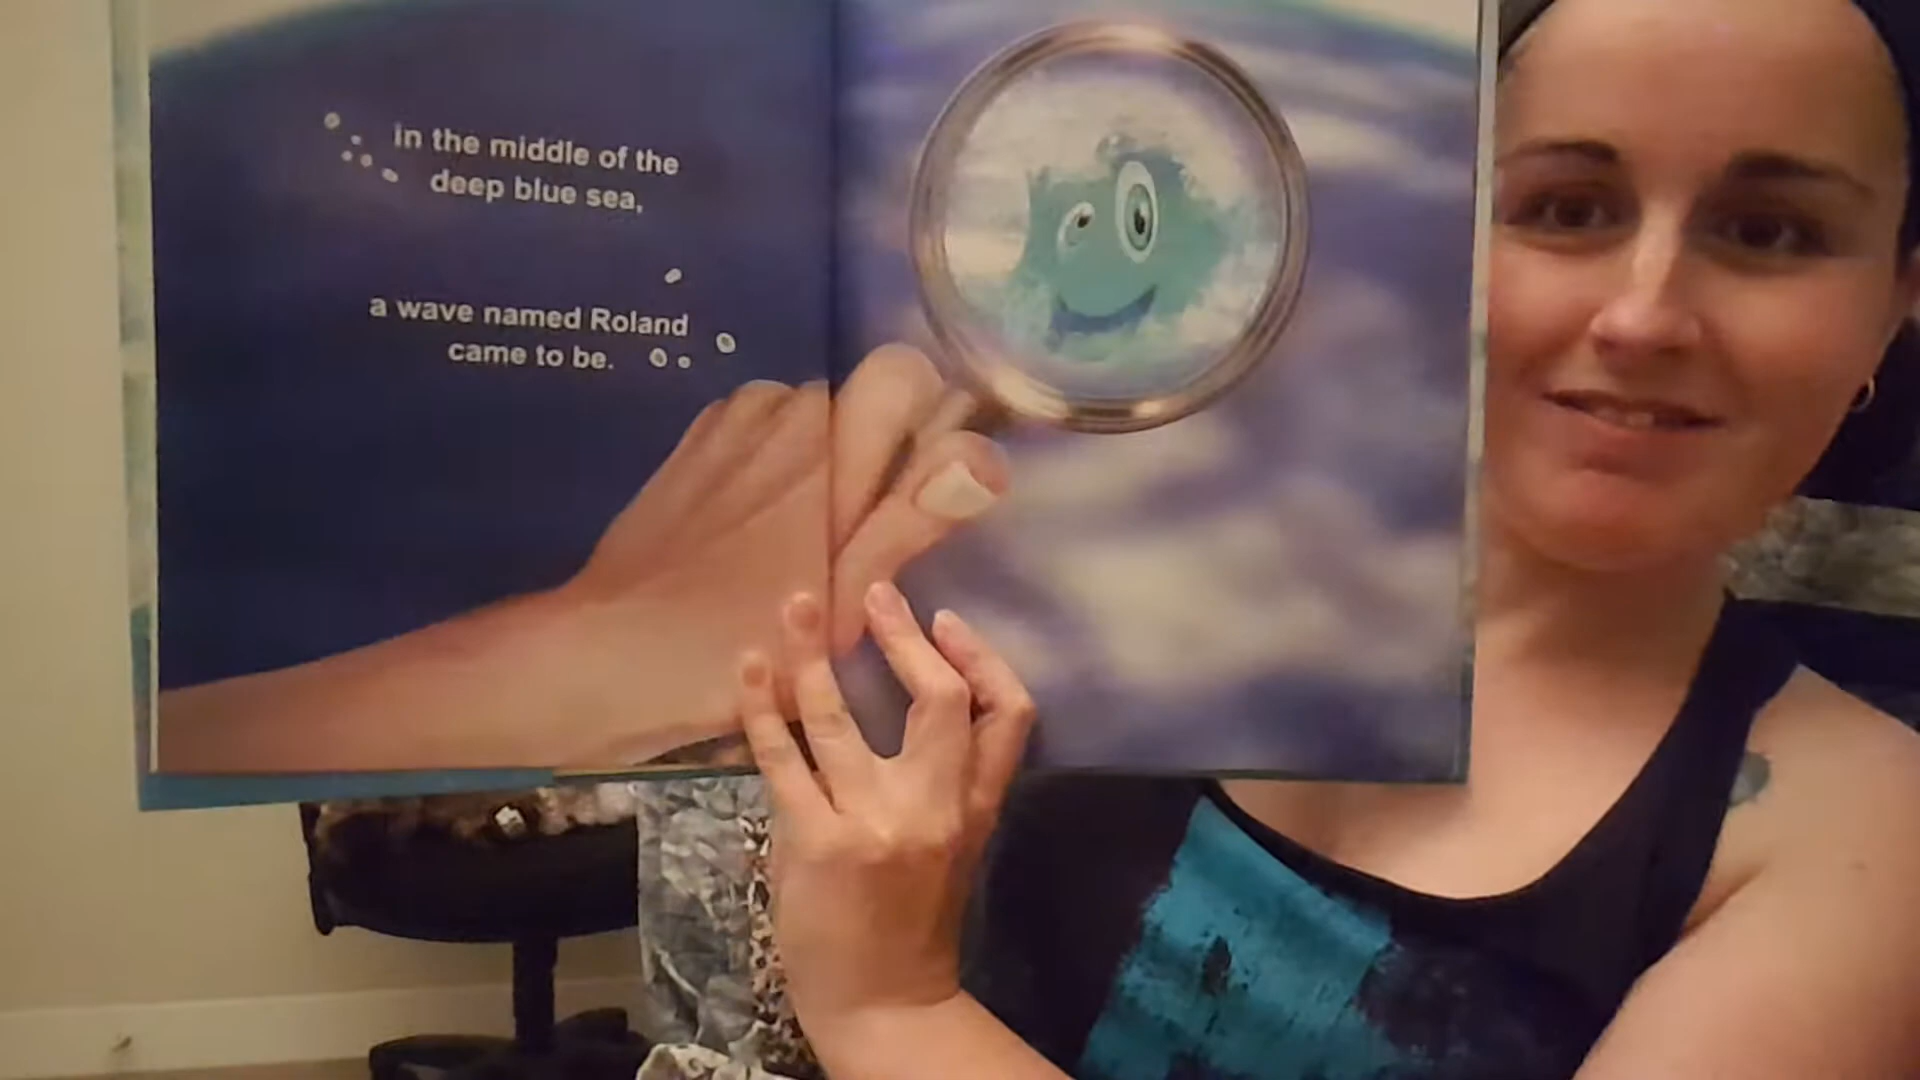 in the middle of the
deep blue sea,
a wave named Roland
came to be.